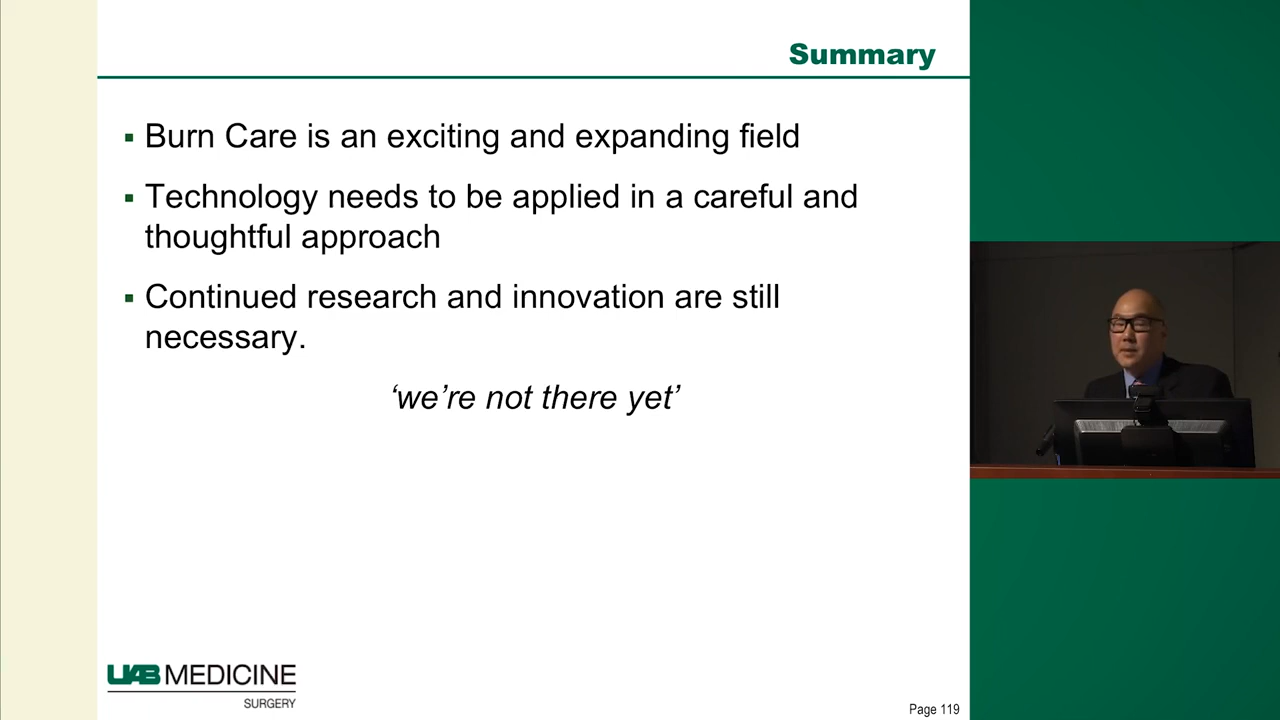 Summary
▪ Burn Care is an exciting and expanding field
▪ Technology needs to be applied in a careful and
thoughtful approach
▪ Continued research and innovation are still
necessary.
‘we’re not there yet’
UAB MEDICINE
SURGERY
Page 119